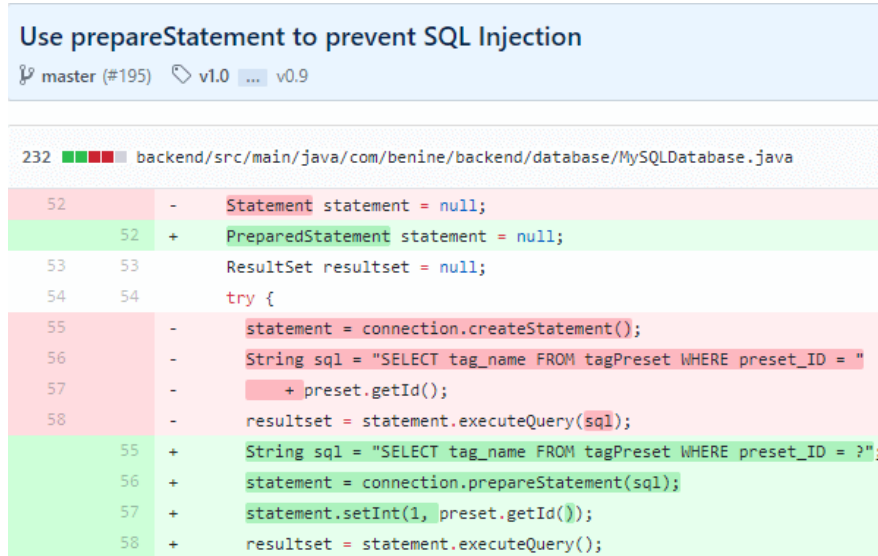 Use prepareStatement to prevent SQL Injection
master (#195) v1.0 ... v0.9
232 backend/src/main/java/com/benine/backend/database/MySQLDatabase.java
52 - Statement statement = null;
52 + PreparedStatement statement = null;
53 53 ResultSet resultset = null;
54 54 try {
55 - statement = connection.createStatement();
56 - String sql = "SELECT tag_name FROM tagPreset WHERE preset_ID = "
57 - + preset.getId();
58 - resultset = statement.executeQuery(sql);
55 + String sql = "SELECT tag_name FROM tagPreset WHERE preset_ID = ?";
56 + statement = connection.prepareStatement(sql);
57 + statement.setInt(1, preset.getId());
58 + resultset = statement.executeQuery();